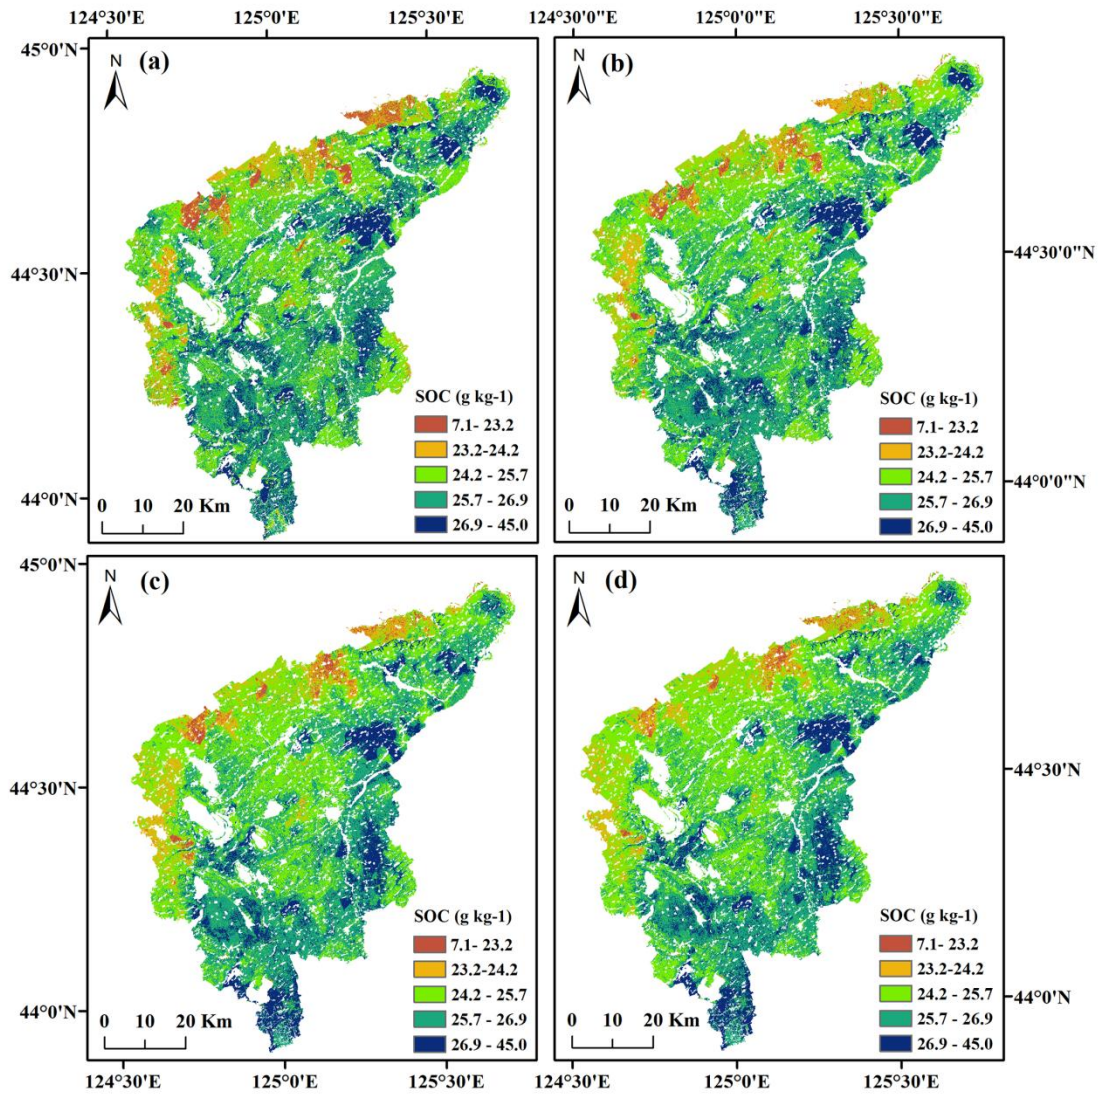 124°30'E 125°0'E 125°30'E 124°30'0"E 125°0'0"E 125°30'0"E
45°0'N
N
(a)
N
(b)
44°30'N
44°30'0"N
SOC (g kg-1)
7.1- 23.2
23.2-24.2
24.2 - 25.7
25.7 - 26.9
26.9 - 45.0
SOC (g kg-1)
7.1- 23.2
23.2-24.2
24.2 - 25.7
25.7 - 26.9
26.9 - 45.0
44°0'N
44°0'0"N
0 10 20 Km
0 10 20 Km
45°0'N
N
(c)
N
(d)
44°30'N
44°30'N
SOC (g kg-1)
7.1- 23.2
23.2-24.2
24.2 - 25.7
25.7 - 26.9
26.9 - 45.0
SOC (g kg-1)
7.1- 23.2
23.2-24.2
24.2 - 25.7
25.7 - 26.9
26.9 - 45.0
44°0'N
44°0'N
0 10 20 Km
0 10 20 Km
124°30'E 125°0'E 125°30'E 124°30'E 125°0'E 125°30'E